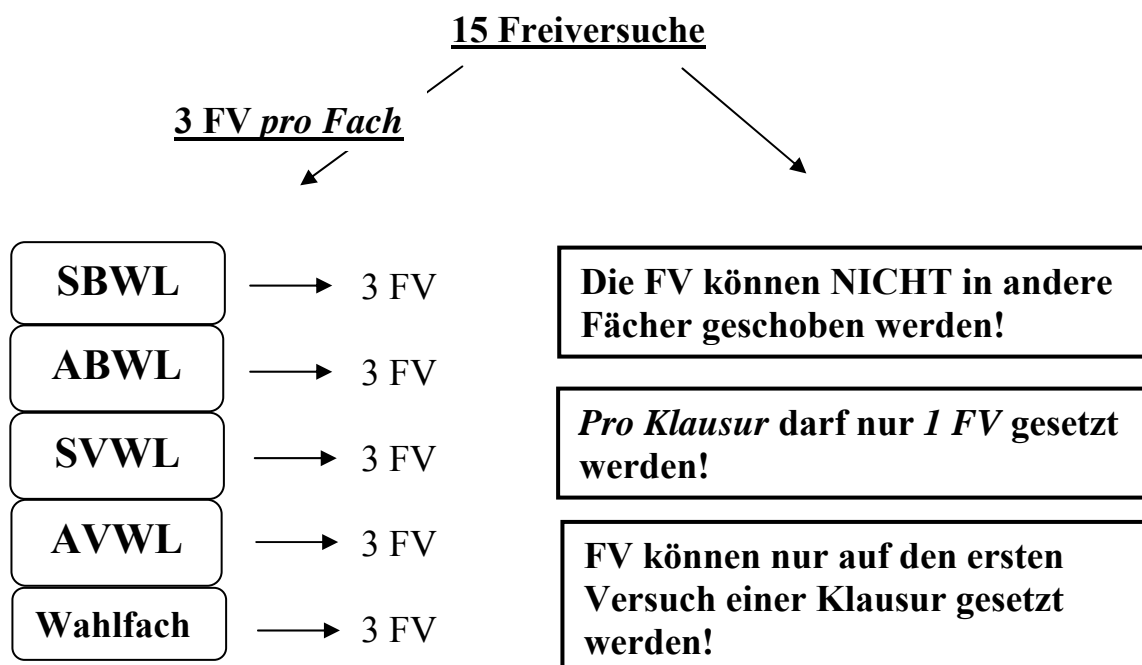 15 Freiversuche
3 FV pro Fach
SBWL
3 FV
ABWL
3 FV
SVWL
3 FV
AVWL
3 FV
Wahlfach
3 FV
Die FV können NICHT in andere
Fächer geschoben werden!
Pro Klausur darf nur 1 FV gesetzt
werden!
FV können nur auf den ersten
Versuch einer Klausur gesetzt
werden!